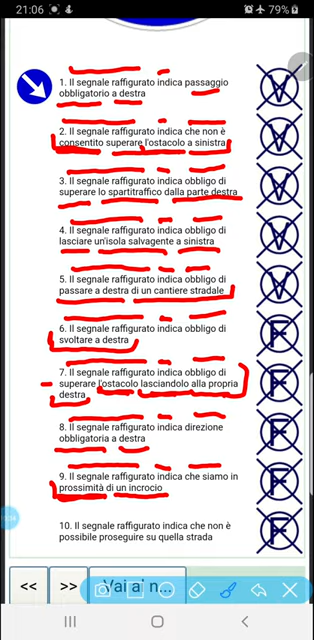 21:06
79%
1. Il segnale raffigurato indica passaggio
obbligatorio a destra
V
2. Il segnale raffigurato indica che non è
consentito superare l'ostacolo a sinistra
V
3. Il segnale raffigurato indica obbligo di
superare lo spartitraffico dalla parte destra
V
4. Il segnale raffigurato indica obbligo di
lasciare un'isola salvagente a sinistra
V
5. Il segnale raffigurato indica obbligo di
passare a destra di un cantiere stradale
V
6. Il segnale raffigurato indica obbligo di
svoltare a destra
F
7. Il segnale raffigurato indica obbligo di
superare l'ostacolo lasciandolo alla propria
destra
F
8. Il segnale raffigurato indica direzione
obbligatoria a destra
F
9. Il segnale raffigurato indica che siamo in
prossimità di un incrocio
F
10. Il segnale raffigurato indica che non è
possibile proseguire su quella strada
F
<< >> Vai al n...